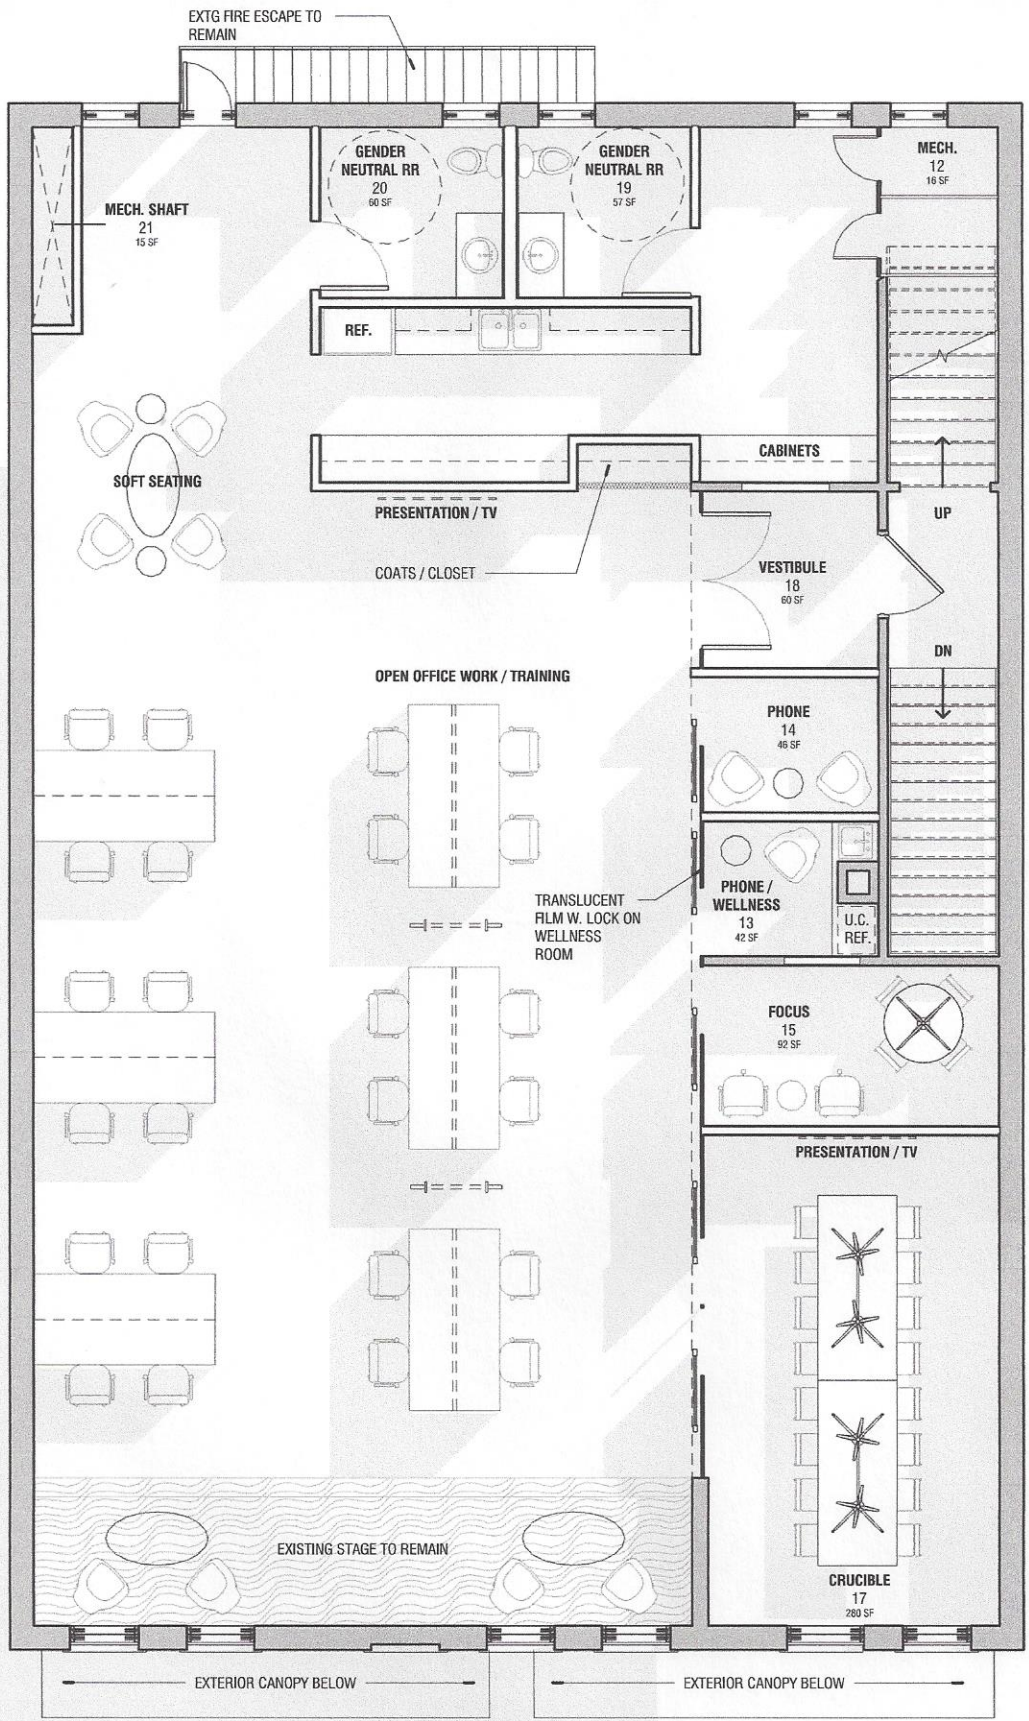 EXTG FIRE ESCAPE TO
REMAIN
GENDER
NEUTRAL RR
20
60 SF
GENDER
NEUTRAL RR
19
57 SF
MECH.
12
16 SF
MECH. SHAFT
21
15 SF
REF.
CABINETS
SOFT SEATING
PRESENTATION / TV
UP
COATS / CLOSET
VESTIBULE
18
60 SF
DN
OPEN OFFICE WORK / TRAINING
PHONE
14
46 SF
TRANSLUCENT
FILM W. LOCK ON
WELLNESS
ROOM
PHONE /
WELLNESS
13
42 SF
U.C.
REF.
FOCUS
15
92 SF
PRESENTATION / TV
EXISTING STAGE TO REMAIN
CRUCIBLE
17
280 SF
EXTERIOR CANOPY BELOW
EXTERIOR CANOPY BELOW